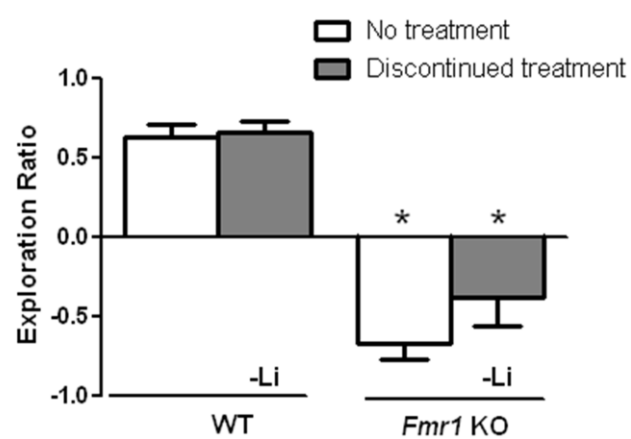 No treatment
Discontinued treatment
1.0
0.5
0.0
-0.5
-1.0
Exploration Ratio
* *
-Li -Li
WT Fmr1 KO